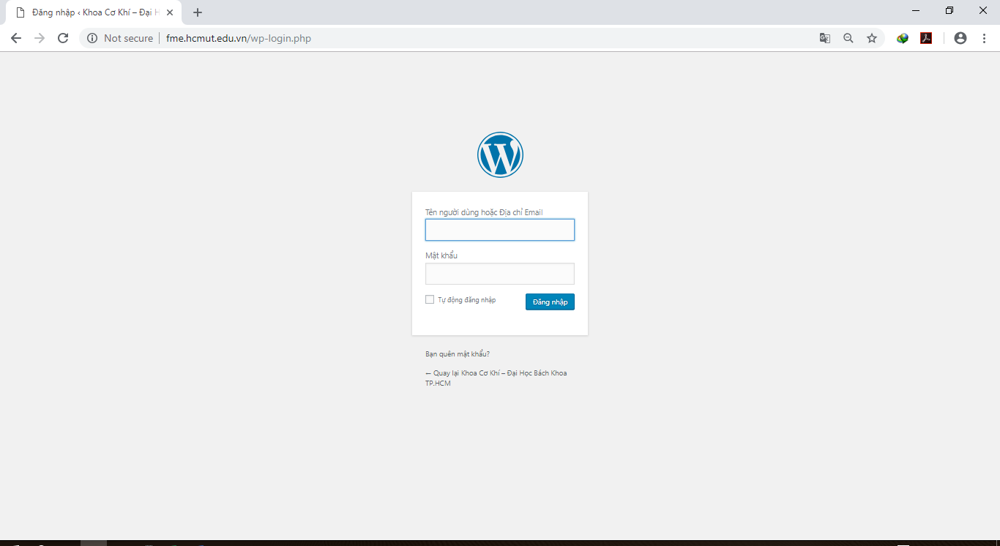 Đăng nhập ‹ Khoa Cơ Khí – Đại H
Not secure fme.hcmut.edu.vn/wp-login.php
Tên người dùng hoặc Địa chỉ Email
Mật khẩu
Tự động đăng nhập
Đăng nhập
Bạn quên mật khẩu?
← Quay lại Khoa Cơ Khí – Đại Học Bách Khoa
TP.HCM